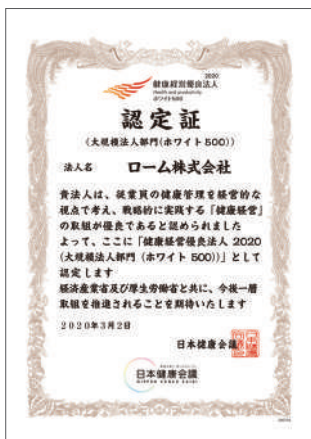 2020
健康経営優良法人
Health and productivity
ホワイト500
認定証
(大規模法人部門(ホワイト500))
法人名 ローム株式会社
貴法人は、従業員の健康管理を経営的な
視点で考え、戦略的に実践する「健康経営」
の取組が優良であると認められました
よって、ここに「健康経営優良法人 2020
(大規模法人部門 (ホワイト 500))」として
認定します
経済産業省及び厚生労働省と共に、今後一層
取組を推進されることを期待いたします
2020年3月2日
日本健康会議
日本健康会議
NIPPON KENKO KAIGI